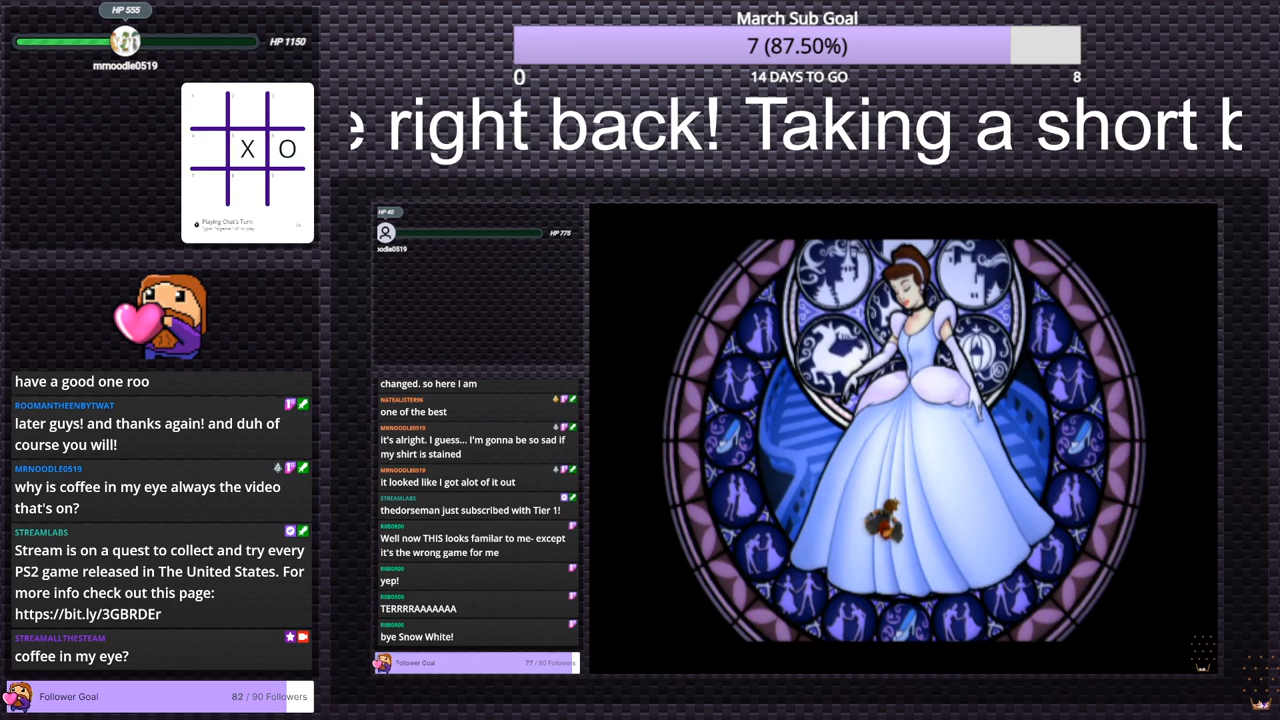 HP 555
HP 1150
mmoodle0519
March Sub Goal
7 (87.50%)
0
14 DAYS TO GO
8
right back! Taking a short
X
O
Playing Chat's Turn
have a good one roo
ROOMANTHEENBYTWAT
later guys! and thanks again! and duh of
course you will!
MRNOODLE0519
why is coffee in my eye always the video
that's on?
STREAMLABS
Stream is on a quest to collect and try every
PS2 game released in The United States. For
more info check out this page:
https://bit.ly/3GBRDEr
STREAMALLTHESTEAM
coffee in my eye?
Follower Goal
82 / 90 Followers
HP 40
HP 775
oodle0519
changed. so here I am
NATEALISTER96
one of the best
MRNOODLE0519
it's alright. I guess... I'm gonna be so sad if
my shirt is stained
MRNOODLE0519
it looked like I got alot of it out
STREAMLABS
thedorseman just subscribed with Tier 1!
ROBOROO
Well now THIS looks familar to me- except
it's the wrong game for me
ROBOROO
yep!
ROBOROO
TERRRRAAAAAAA
ROBOROO
bye Snow White!
Follower Goal
77 / 80 Followers